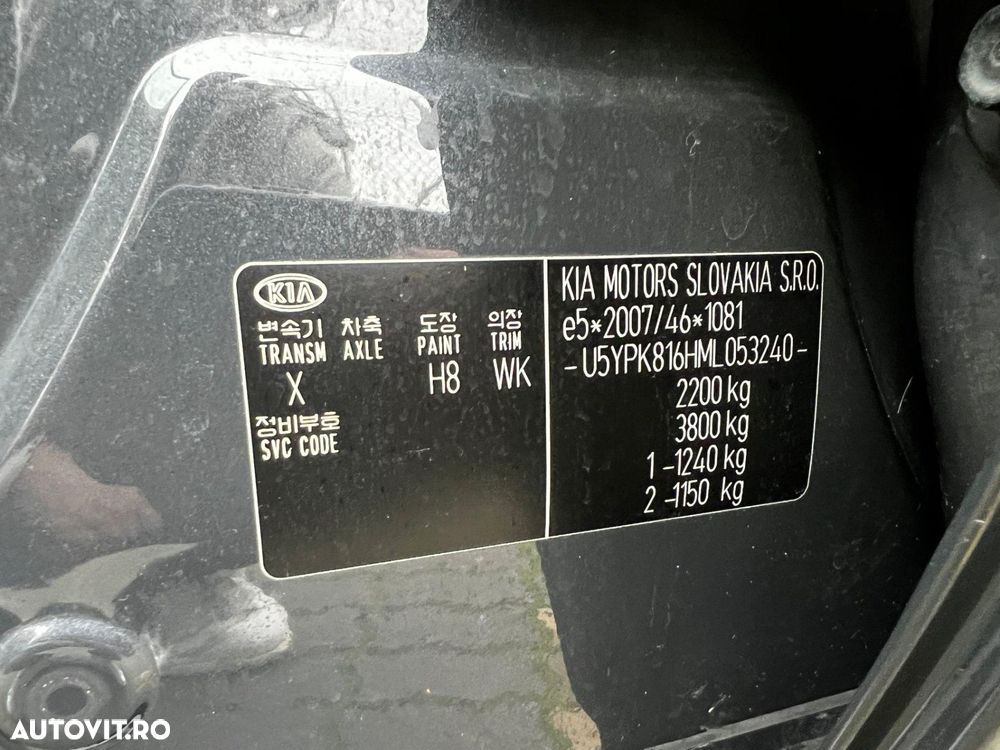 KIA
변속기 차축 도장 의장
TRANSM AXLE PAINT TRIM
X H8 WK
정비부호
SVC CODE
KIA MOTORS SLOVAKIA S.R.O.
e5*2007/46*1081
-U5YPK816HML053240-
2200 kg
3800 kg
1 -1240 kg
2 -1150 kg
AUTOVIT.RO